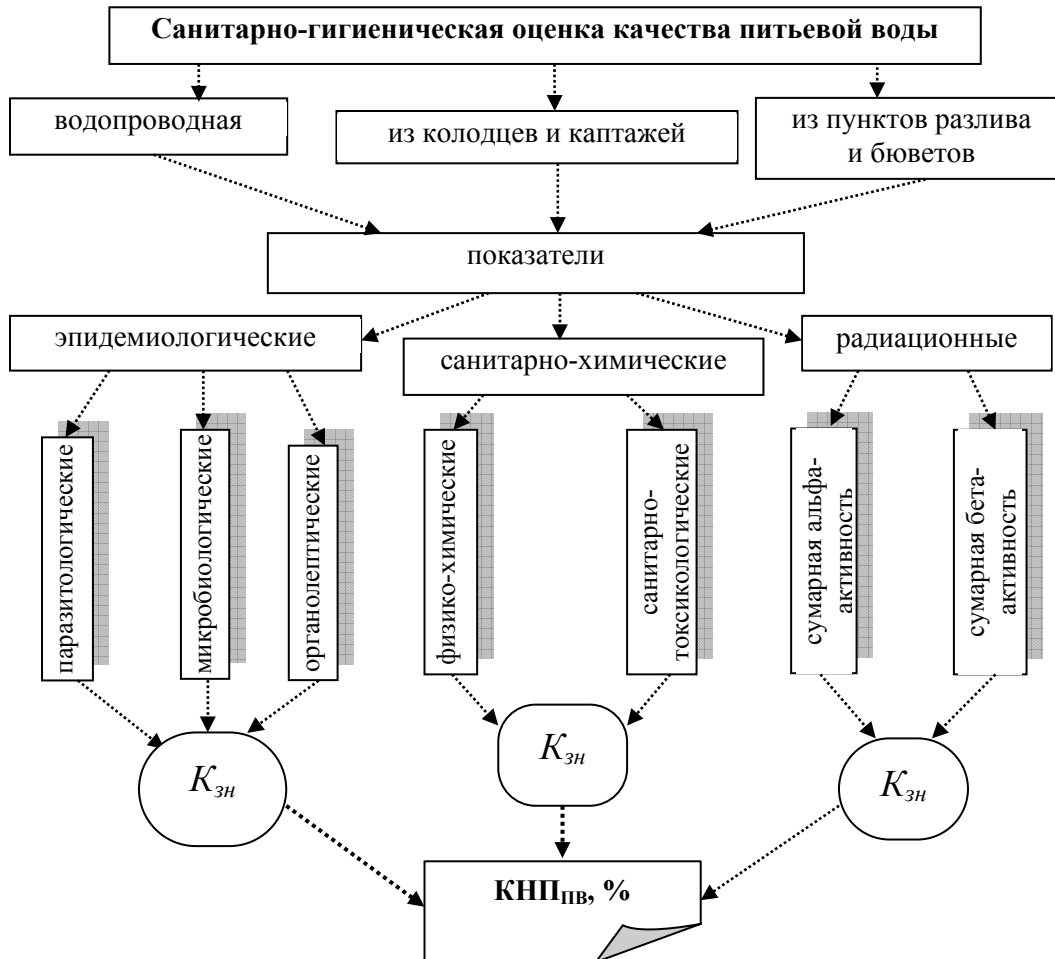 Санитарно-гигиеническая оценка качества питьевой воды
водопроводная
из колодцев и каптажей
из пунктов разлива
и бюветов
показатели
эпидемиологические
санитарно-химические
радиационные
паразитологические
микробиологические
органолептические
физико-химические
санитарно-
токсикологические
сумарная альфа-
активность
сумарная бета-
активность
Kзн
Kзн
Kзн
КНППВ, %